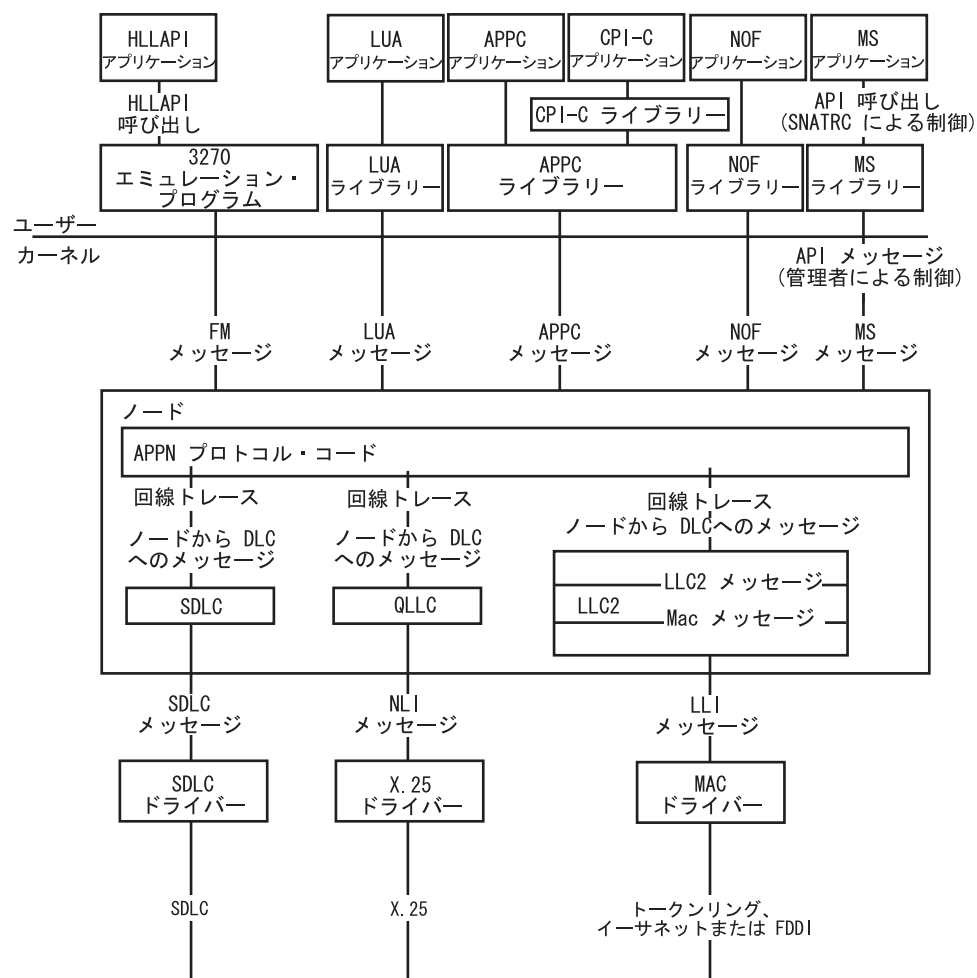 HLLAPI
アプリケーション
LUA
アプリケーション
APPC
アプリケーション
CPI-C
アプリケーション
NOF
アプリケーション
MS
アプリケーション
HLLAPI
呼び出し
CPI-C ライブラリー
API 呼び出し
(SNATRC による制御)
3270
エミュレーション・
プログラム
LUA
ライブラリー
APPC
ライブラリー
NOF
ライブラリー
MS
ライブラリー
ユーザー
カーネル
API メッセージ
(管理者による制御)
FM
メッセージ
LUA
メッセージ
APPC
メッセージ
NOF
メッセージ
MS
メッセージ
ノード
APPN プロトコル・コード
回線トレース
回線トレース
回線トレース
ノードから DLC
へのメッセージ
ノードから DLC
へのメッセージ
ノードから DLCへのメッセージ
LLC2 メッセージ
SDLC
QLLC
LLC2
Mac メッセージ
SDLC
メッセージ
NLI
メッセージ
LLI
メッセージ
SDLC
ドライバー
X.25
ドライバー
MAC
ドライバー
SDLC
X.25
トークンリング、
イーサネットまたは FDDI